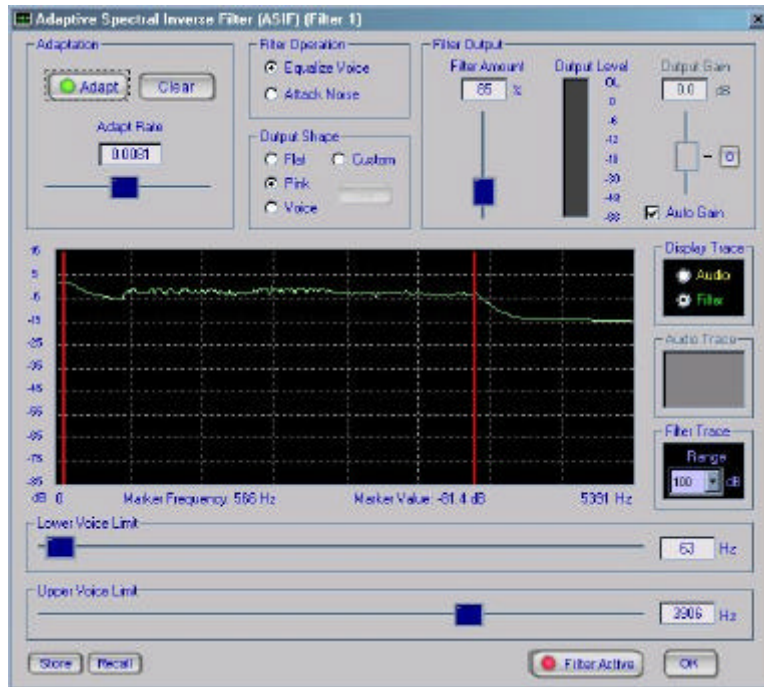 Adaptive Spectral Inverse Filter (ASIF) (Filter 1)
Adaptation
Adapt
Clear
Adapt Rate
0.0081
Filter Operation
Equalize Voice
Attack Noise
Output Shape
Flat
Custom
Pink
Voice
Filter Output
Filter Amount
85 %
Output Level
OL
0
-6
-12
-18
-30
-48
-66
Output Gain
0.0 dB
0
Auto Gain
Display Trace
Audio
Filter
Audio Trace
Filter Trace
Range
100 dB
15
5
-5
-15
-25
-35
-45
-55
-65
-75
-85
dB 0
Marker Frequency: 566 Hz
Marker Value: -81.4 dB
5391 Hz
Lower Voice Limit
63 Hz
Upper Voice Limit
3906 Hz
Store
Recall
Filter Active
OK